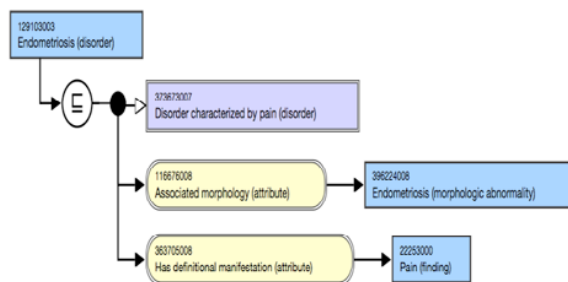 129103003
Endometriosis (disorder)
⊑
373673007
Disorder characterized by pain (disorder)
116676008
Associated morphology (attribute)
396224008
Endometriosis (morphologic abnormality)
363705008
Has definitional manifestation (attribute)
22253000
Pain (finding)